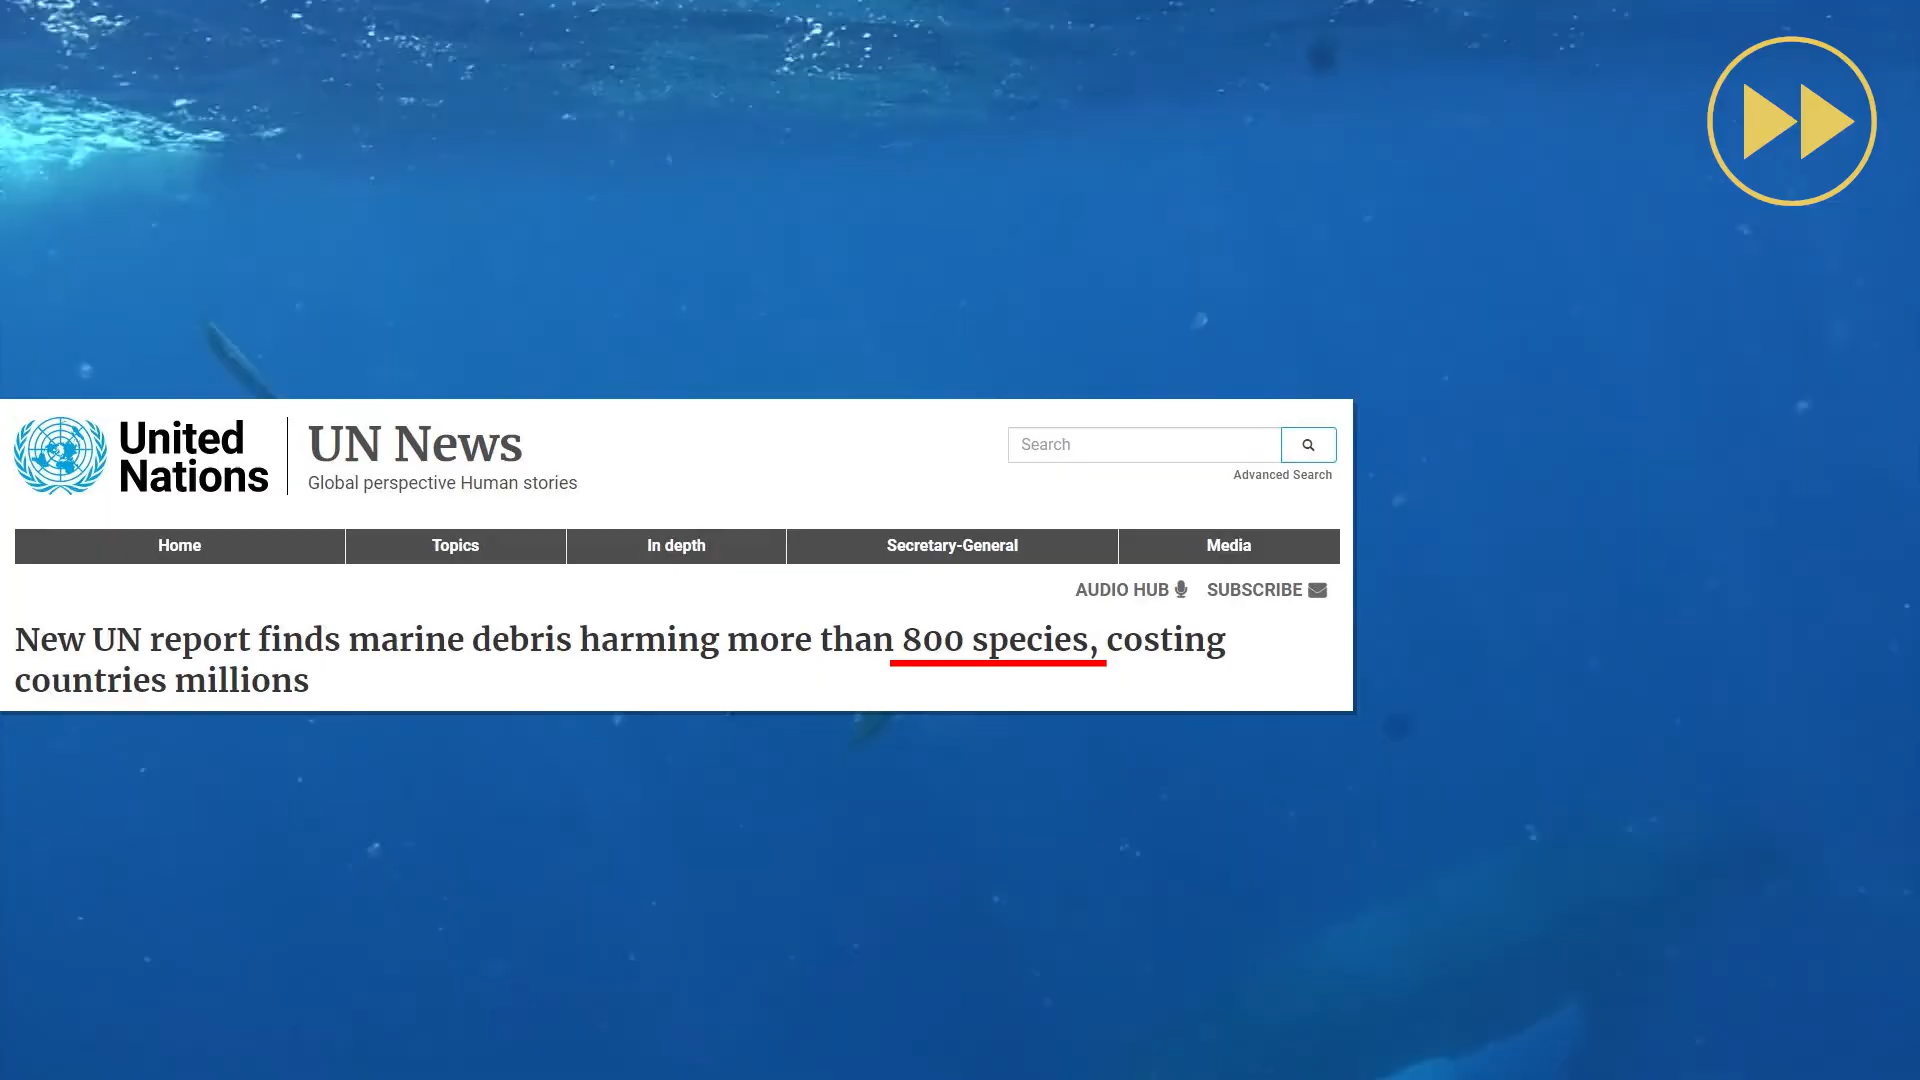 United
Nations
UN News
Global perspective Human stories
Search
Advanced Search
Home
Topics
In depth
Secretary-General
Media
AUDIO HUB
SUBSCRIBE
New UN report finds marine debris harming more than 800 species, costing
countries millions